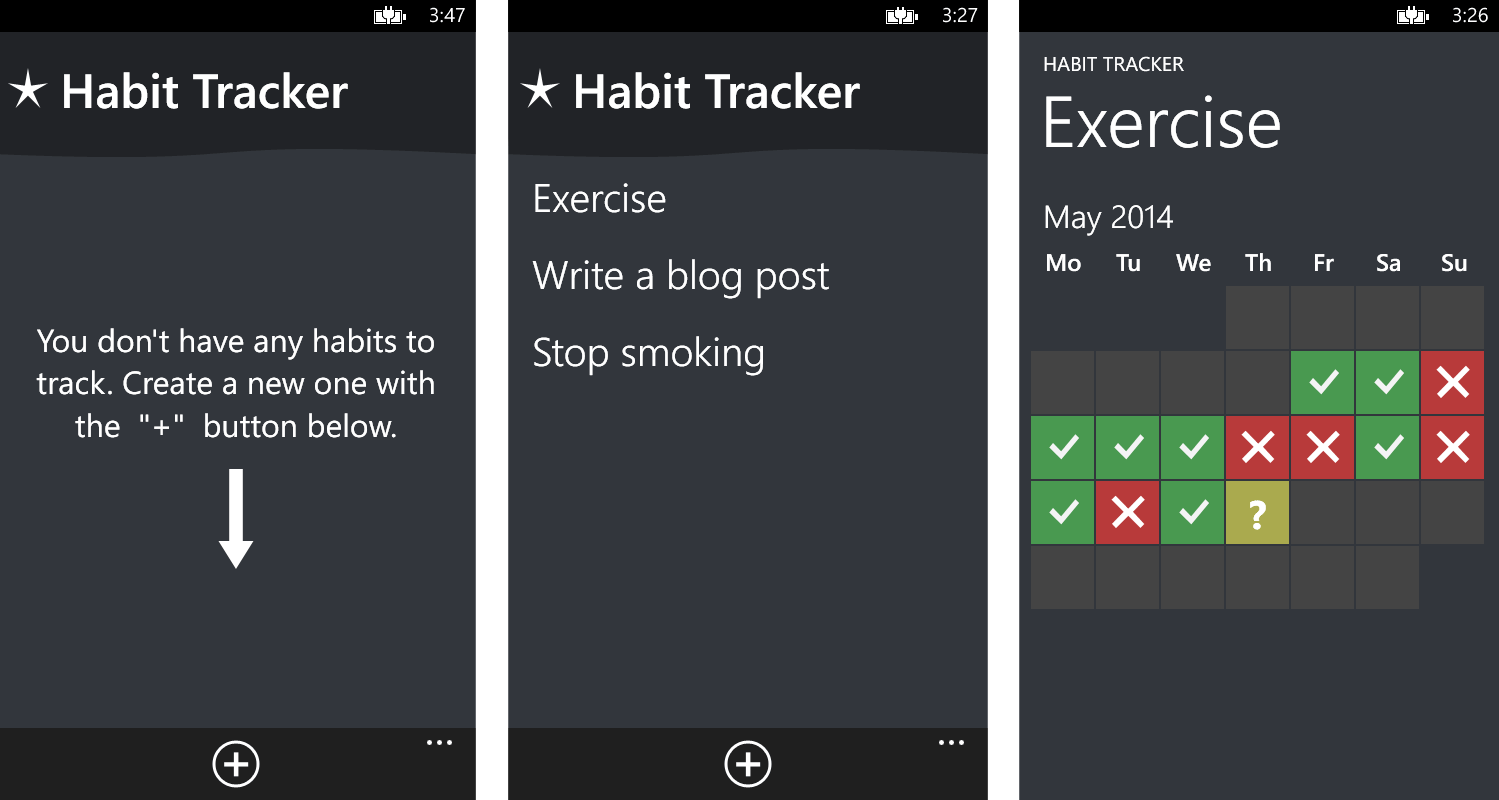 3:47
Habit Tracker
You don't have any habits to
track. Create a new one with
the "+" button below.
3:27
Habit Tracker
Exercise
Write a blog post
Stop smoking
3:26
HABIT TRACKER
Exercise
May 2014
Mo Tu We Th Fr Sa Su
?